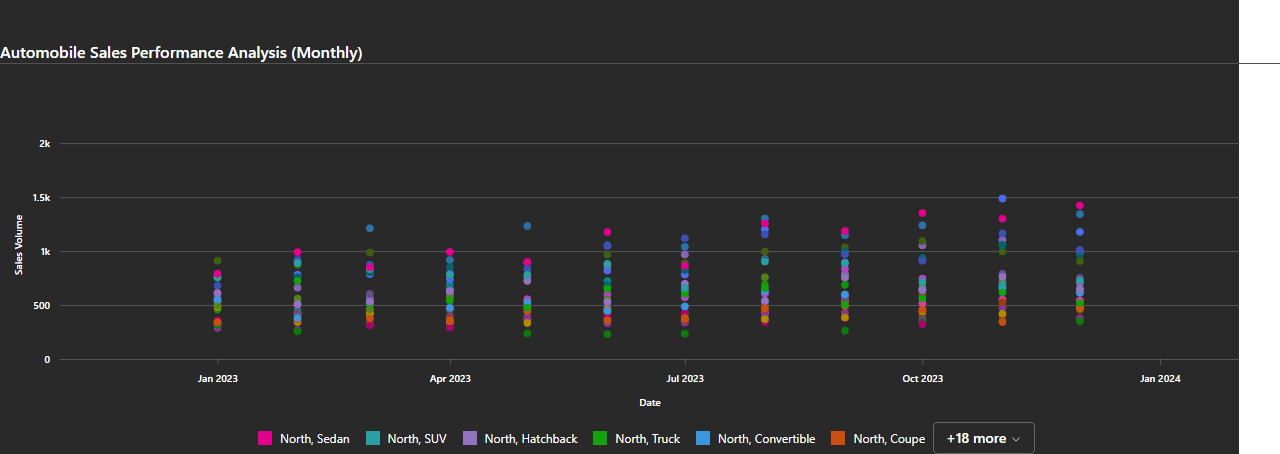 Automobile Sales Performance Analysis (Monthly)
2k
1.5k
1k
500
0
Sales Volume
Jan 2023
Apr 2023
Jul 2023
Oct 2023
Jan 2024
Date
North, Sedan
North, SUV
North, Hatchback
North, Truck
North, Convertible
North, Coupe
+18 more